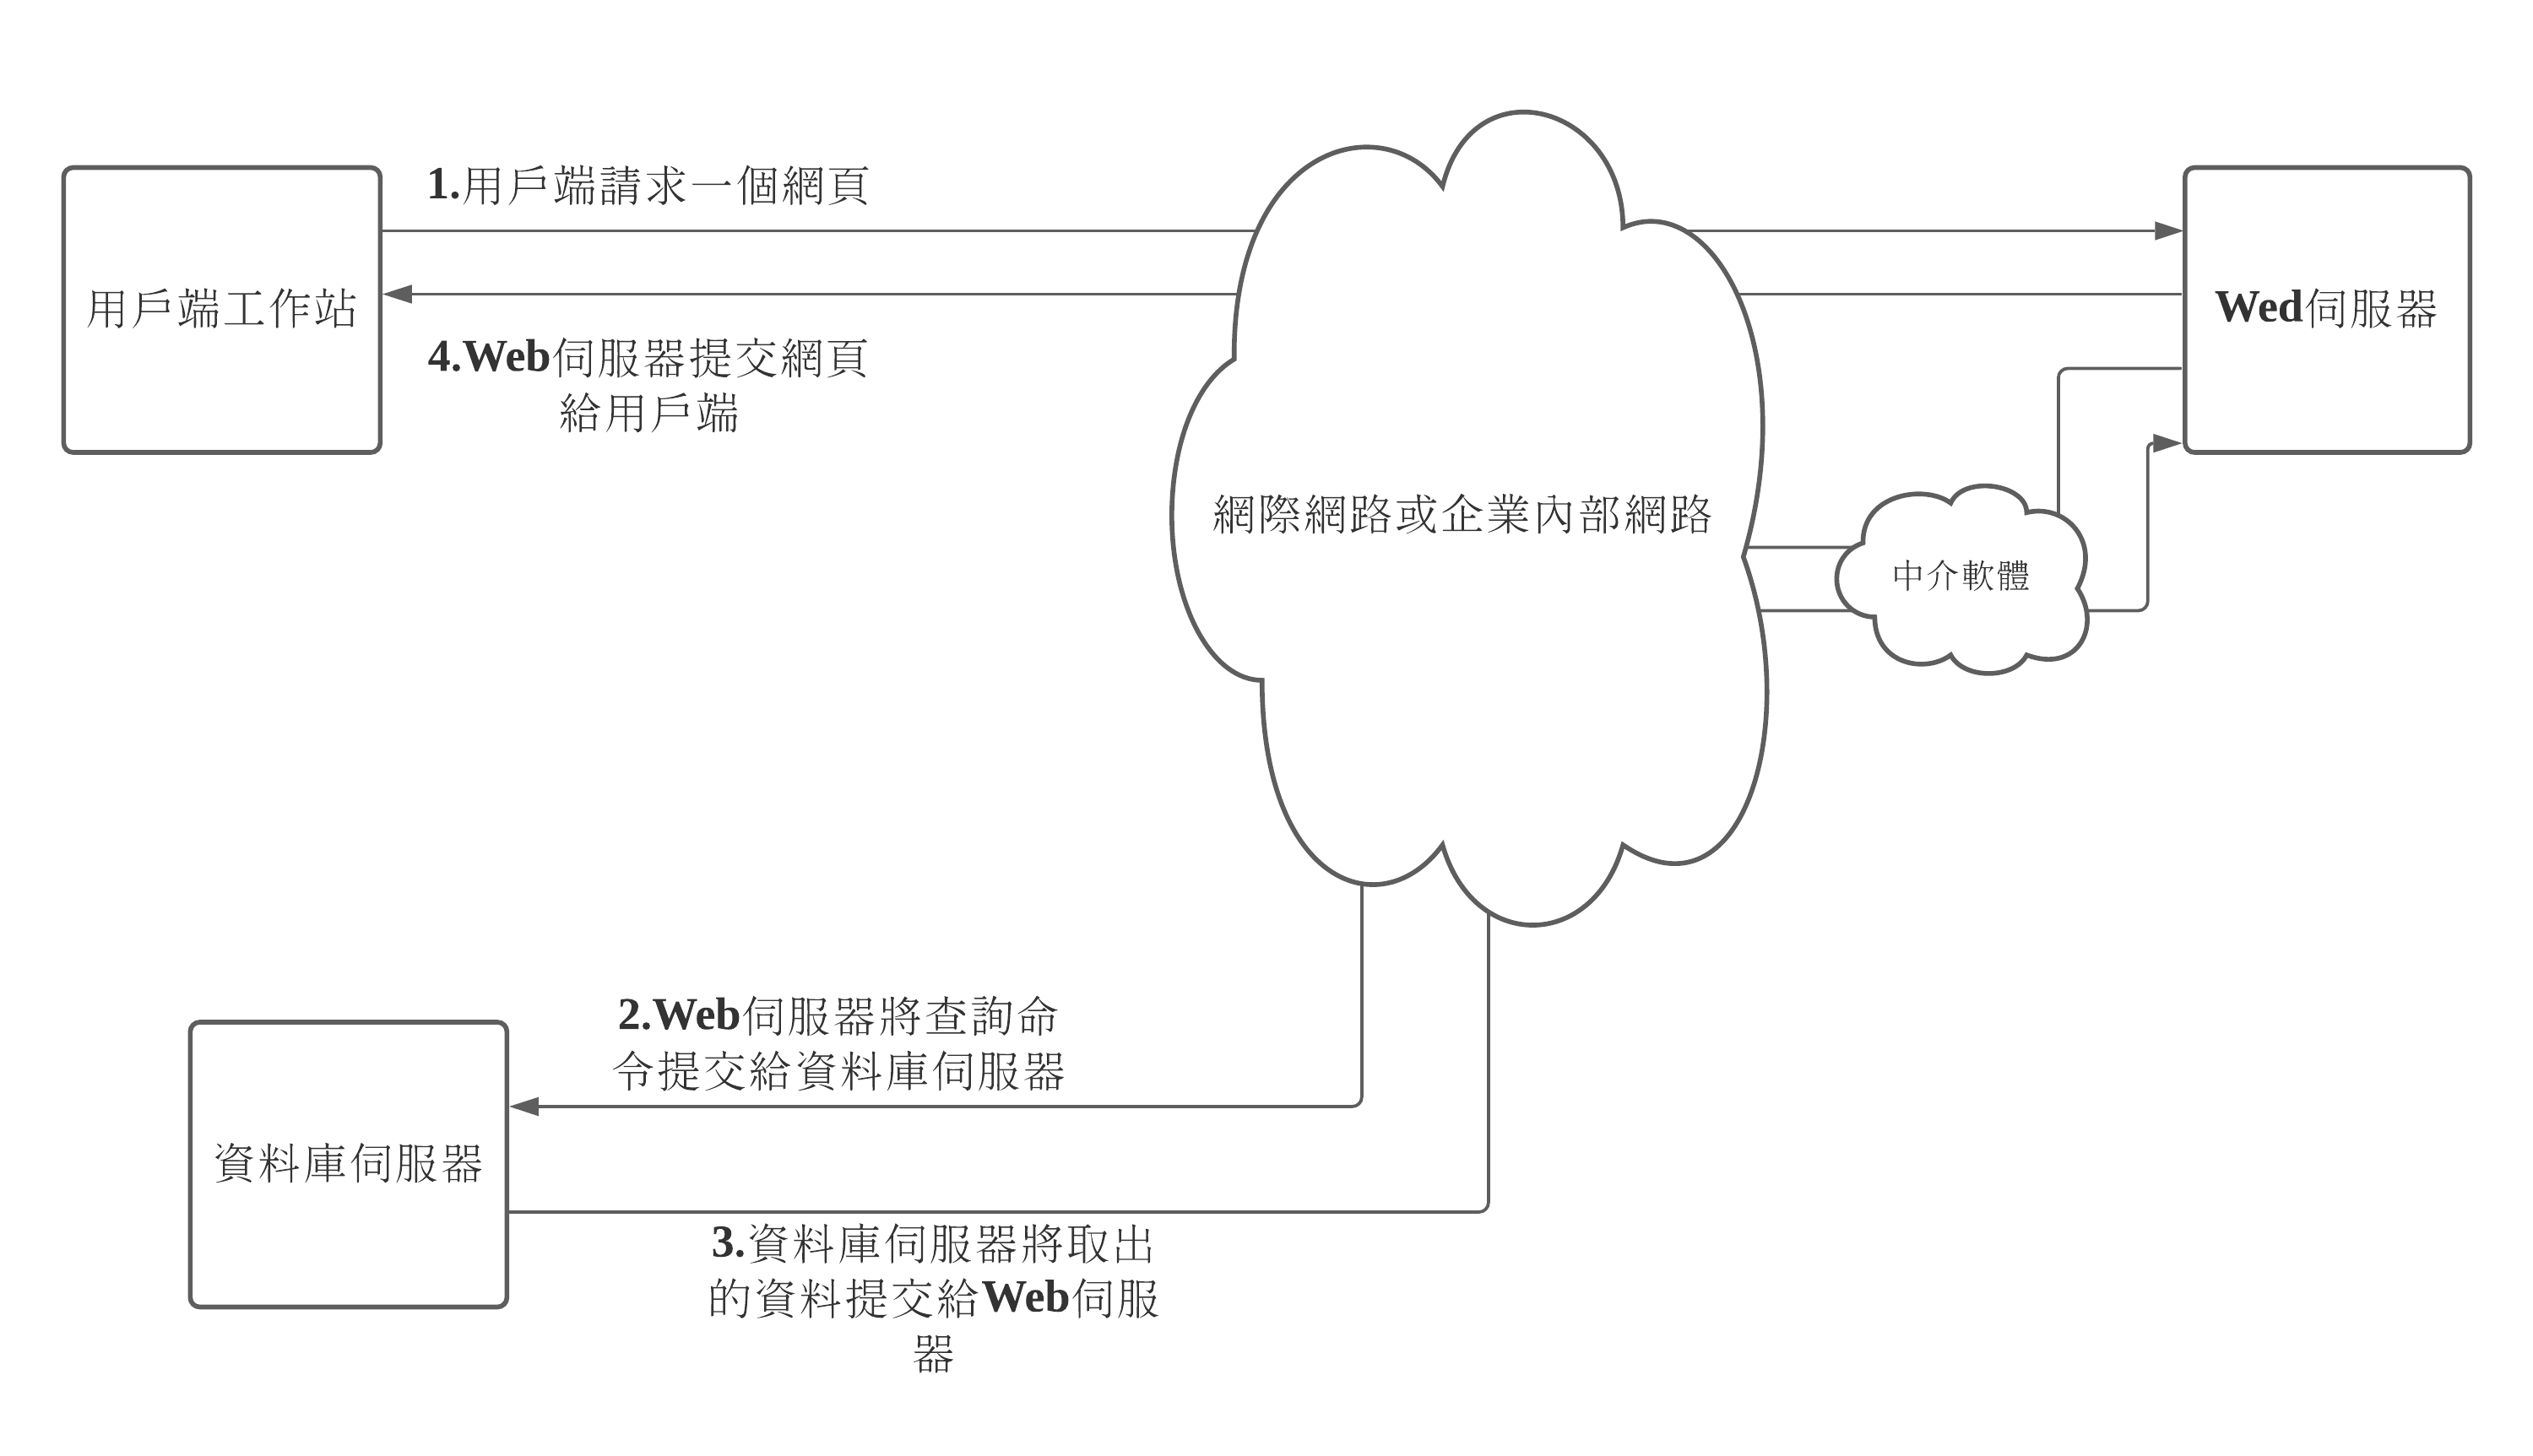 1.用戶端請求一個網頁
用戶端工作站
Wed伺服器
4.Web伺服器提交網頁
給用戶端
網際網路或企業內部網路
中介軟體
2.Web伺服器將查詢命
令提交給資料庫伺服器
資料庫伺服器
3.資料庫伺服器將取出
的資料提交給Web伺服
器